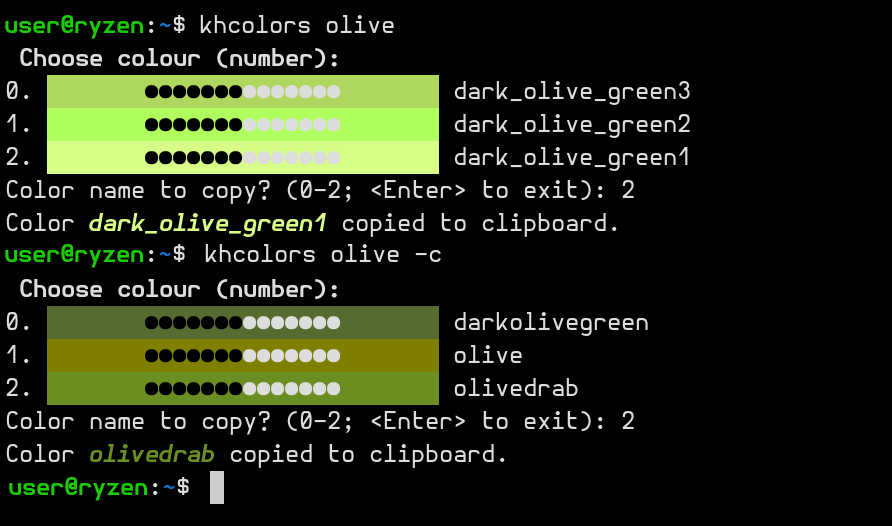 user@ryzen:~$ khcolors olive
Choose colour (number):
0. dark_olive_green3
1. dark_olive_green2
2. dark_olive_green1
Color name to copy? (0-2; <Enter> to exit): 2
Color dark_olive_green1 copied to clipboard.
user@ryzen:~$ khcolors olive -c
Choose colour (number):
0. darkolivegreen
1. olive
2. olivedrab
Color name to copy? (0-2; <Enter> to exit): 2
Color olivedrab copied to clipboard.
user@ryzen:~$